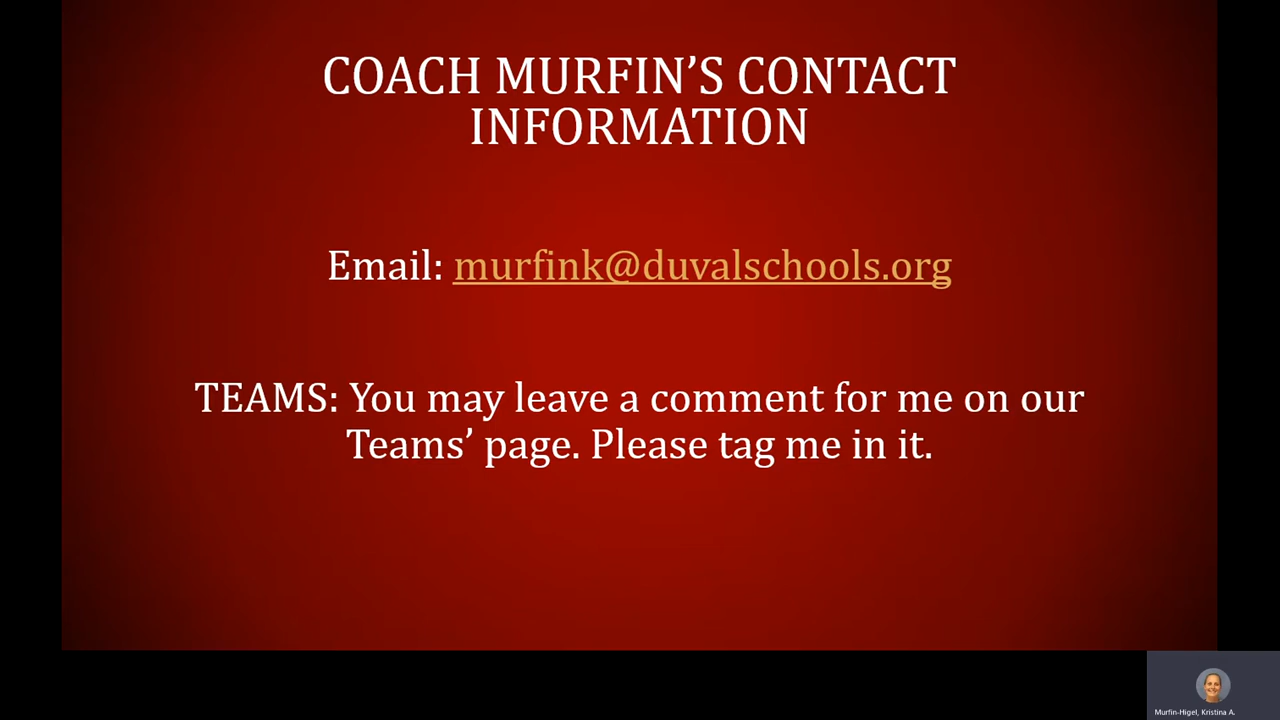 COACH MURFIN’S CONTACT
INFORMATION
Email: murfink@duvalschools.org
TEAMS: You may leave a comment for me on our
Teams’ page. Please tag me in it.
Murfin-Higel, Kristina A.